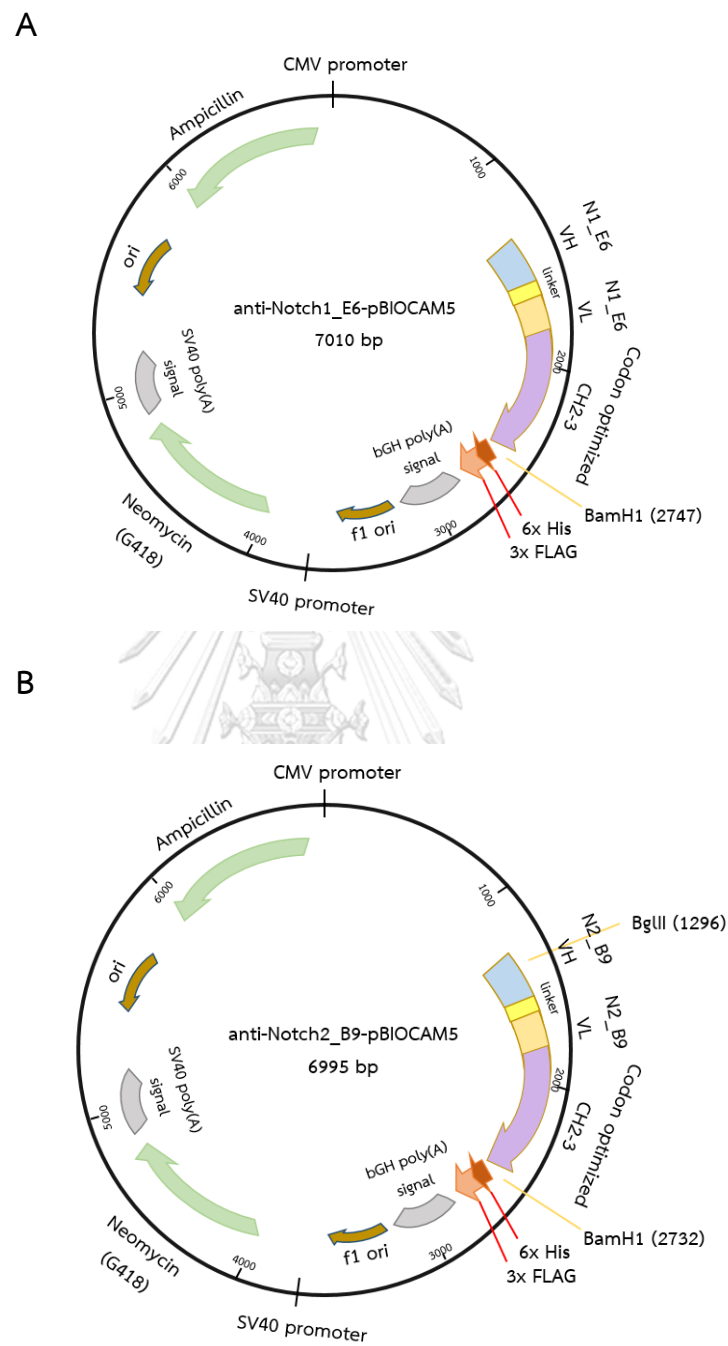 A
CMV promoter
Ampicillin
1000
6000
N1_E6
VH
ori
linker
N1_E6
VL
anti-Notch1_E6-pBIOCAM5
7010 bp
SV40 poly(A)
signal
2000
Codon optimized
5000
CH2-3
bGH poly(A)
signal
BamH1 (2747)
Neomycin
(G418)
6x His
f1 ori
3000
3x FLAG
4000
SV40 promoter
B
CMV promoter
Ampicillin
6000
1000
N2_B9
VH
BglII (1296)
ori
linker
N2_B9
VL
anti-Notch2_B9-pBIOCAM5
6995 bp
SV40 poly(A)
signal
2000
Codon optimized
5000
CH2-3
bGH poly(A)
signal
BamH1 (2732)
Neomycin
(G418)
6x His
f1 ori
3000
3x FLAG
4000
SV40 promoter